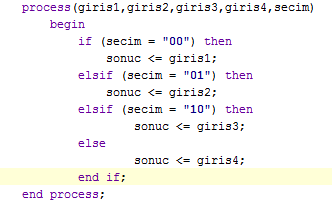 process(giris1,giris2,giris3,giris4,secim)
begin
if (secim = "00") then
sonuc <= giris1;
elsif (secim = "01") then
sonuc <= giris2;
elsif (secim = "10") then
sonuc <= giris3;
else
sonuc <= giris4;
end if;
end process;